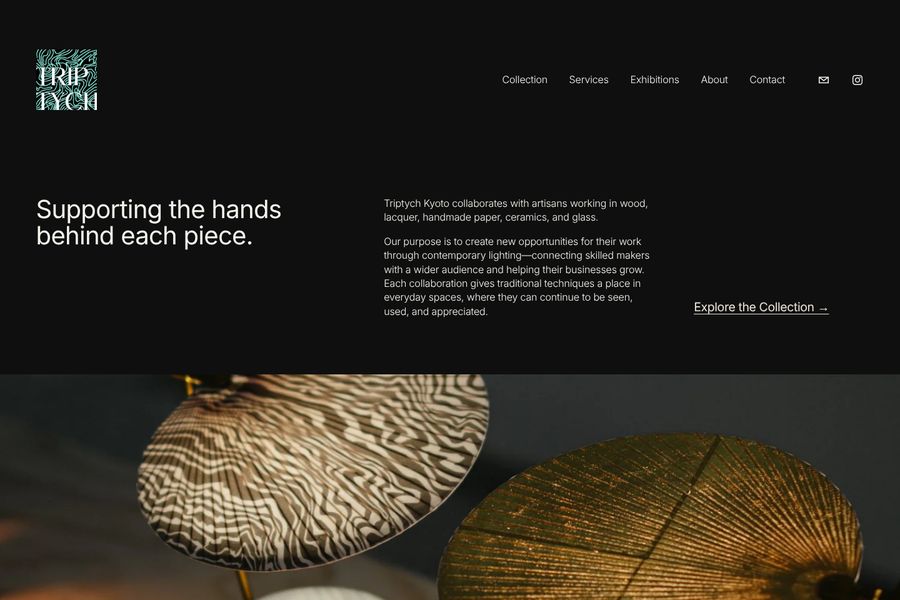 TRIP
TYCH
Collection Services Exhibitions About Contact
Supporting the hands
behind each piece.
Triptych Kyoto collaborates with artisans working in wood,
lacquer, handmade paper, ceramics, and glass.
Our purpose is to create new opportunities for their work
through contemporary lighting—connecting skilled makers
with a wider audience and helping their businesses grow.
Each collaboration gives traditional techniques a place in
everyday spaces, where they can continue to be seen,
used, and appreciated.
Explore the Collection →